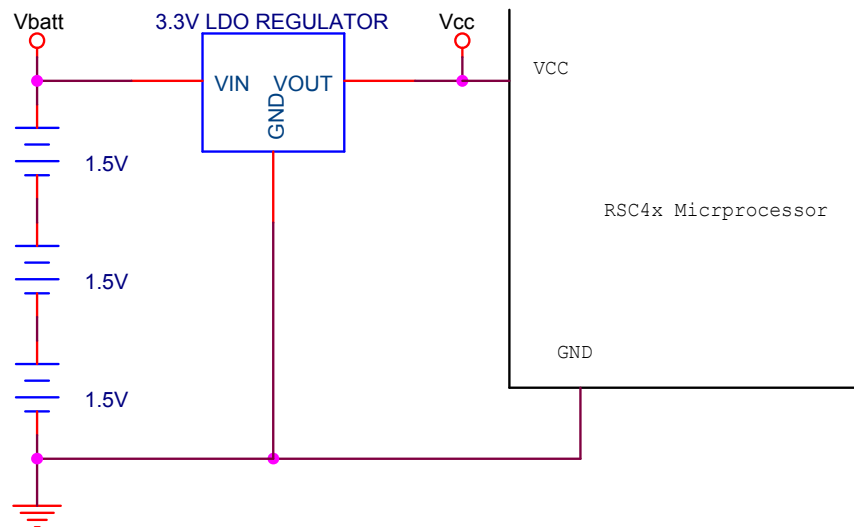 Vbatt
3.3V LDO REGULATOR
Vcc
VIN
VOUT
GND
VCC
1.5V
RSC4x Micrprocessor
1.5V
GND
1.5V